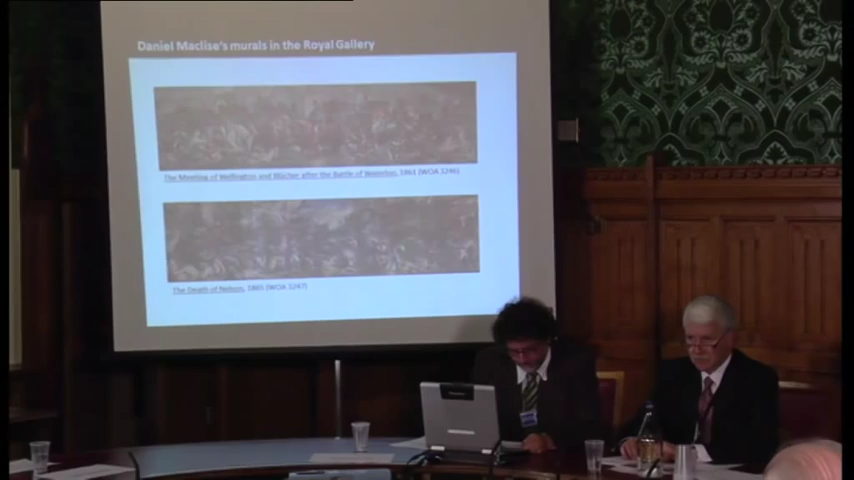 Daniel Maclise's murals in the Royal Gallery
The Meeting of Wellington and Blücher after the Battle of Waterloo, 1861 (WOA 3246)
The Death of Nelson, 1865 (WOA 3247)